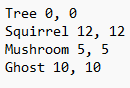 Tree 0, 0
Squirrel 12, 12
Mushroom 5, 5
Ghost 10, 10